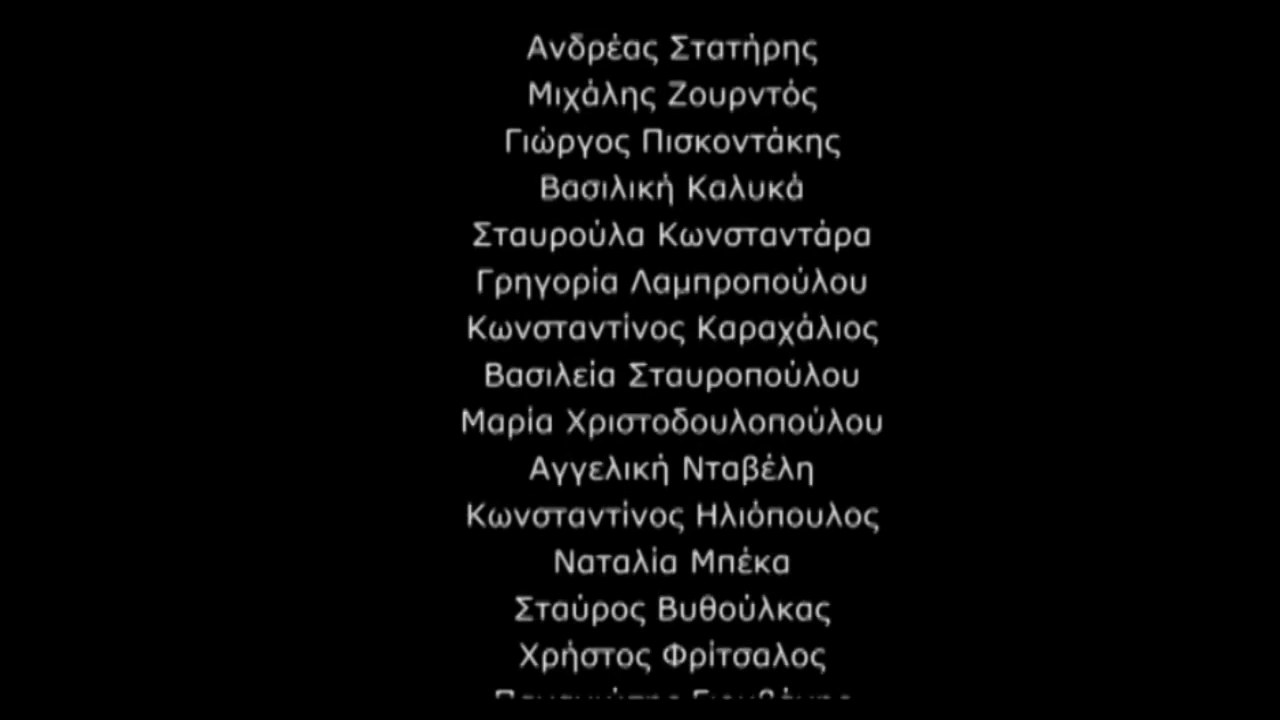 Ανδρέας Στατήρης
Μιχάλης Ζουρντός
Γιώργος Πισκοντάκης
Βασιλική Καλυκά
Σταυρούλα Κωνσταντάρα
Γρηγορία Λαμπροπούλου
Κωνσταντίνος Καραχάλιος
Βασιλεία Σταυροπούλου
Μαρία Χριστοδουλοπούλου
Αγγελική Νταβέλη
Κωνσταντίνος Ηλιόπουλος
Ναταλία Μπέκα
Σταύρος Βυθούλκας
Χρήστος Φρίτσαλος